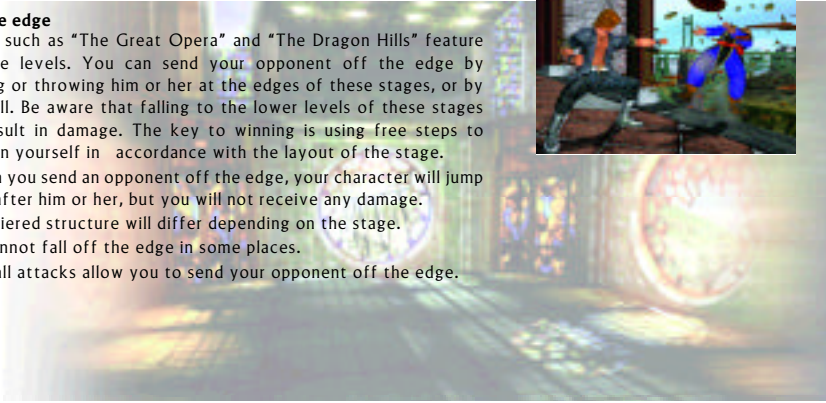 e edge
such as “The Great Opera” and “The Dragon Hills” feature
e levels. You can send your opponent off the edge by
g or throwing him or her at the edges of these stages, or by
ll. Be aware that falling to the lower levels of these stages
sult in damage. The key to winning is using free steps to
n yourself in accordance with the layout of the stage.
n you send an opponent off the edge, your character will jump
after him or her, but you will not receive any damage.
iered structure will differ depending on the stage.
annot fall off the edge in some places.
all attacks allow you to send your opponent off the edge.